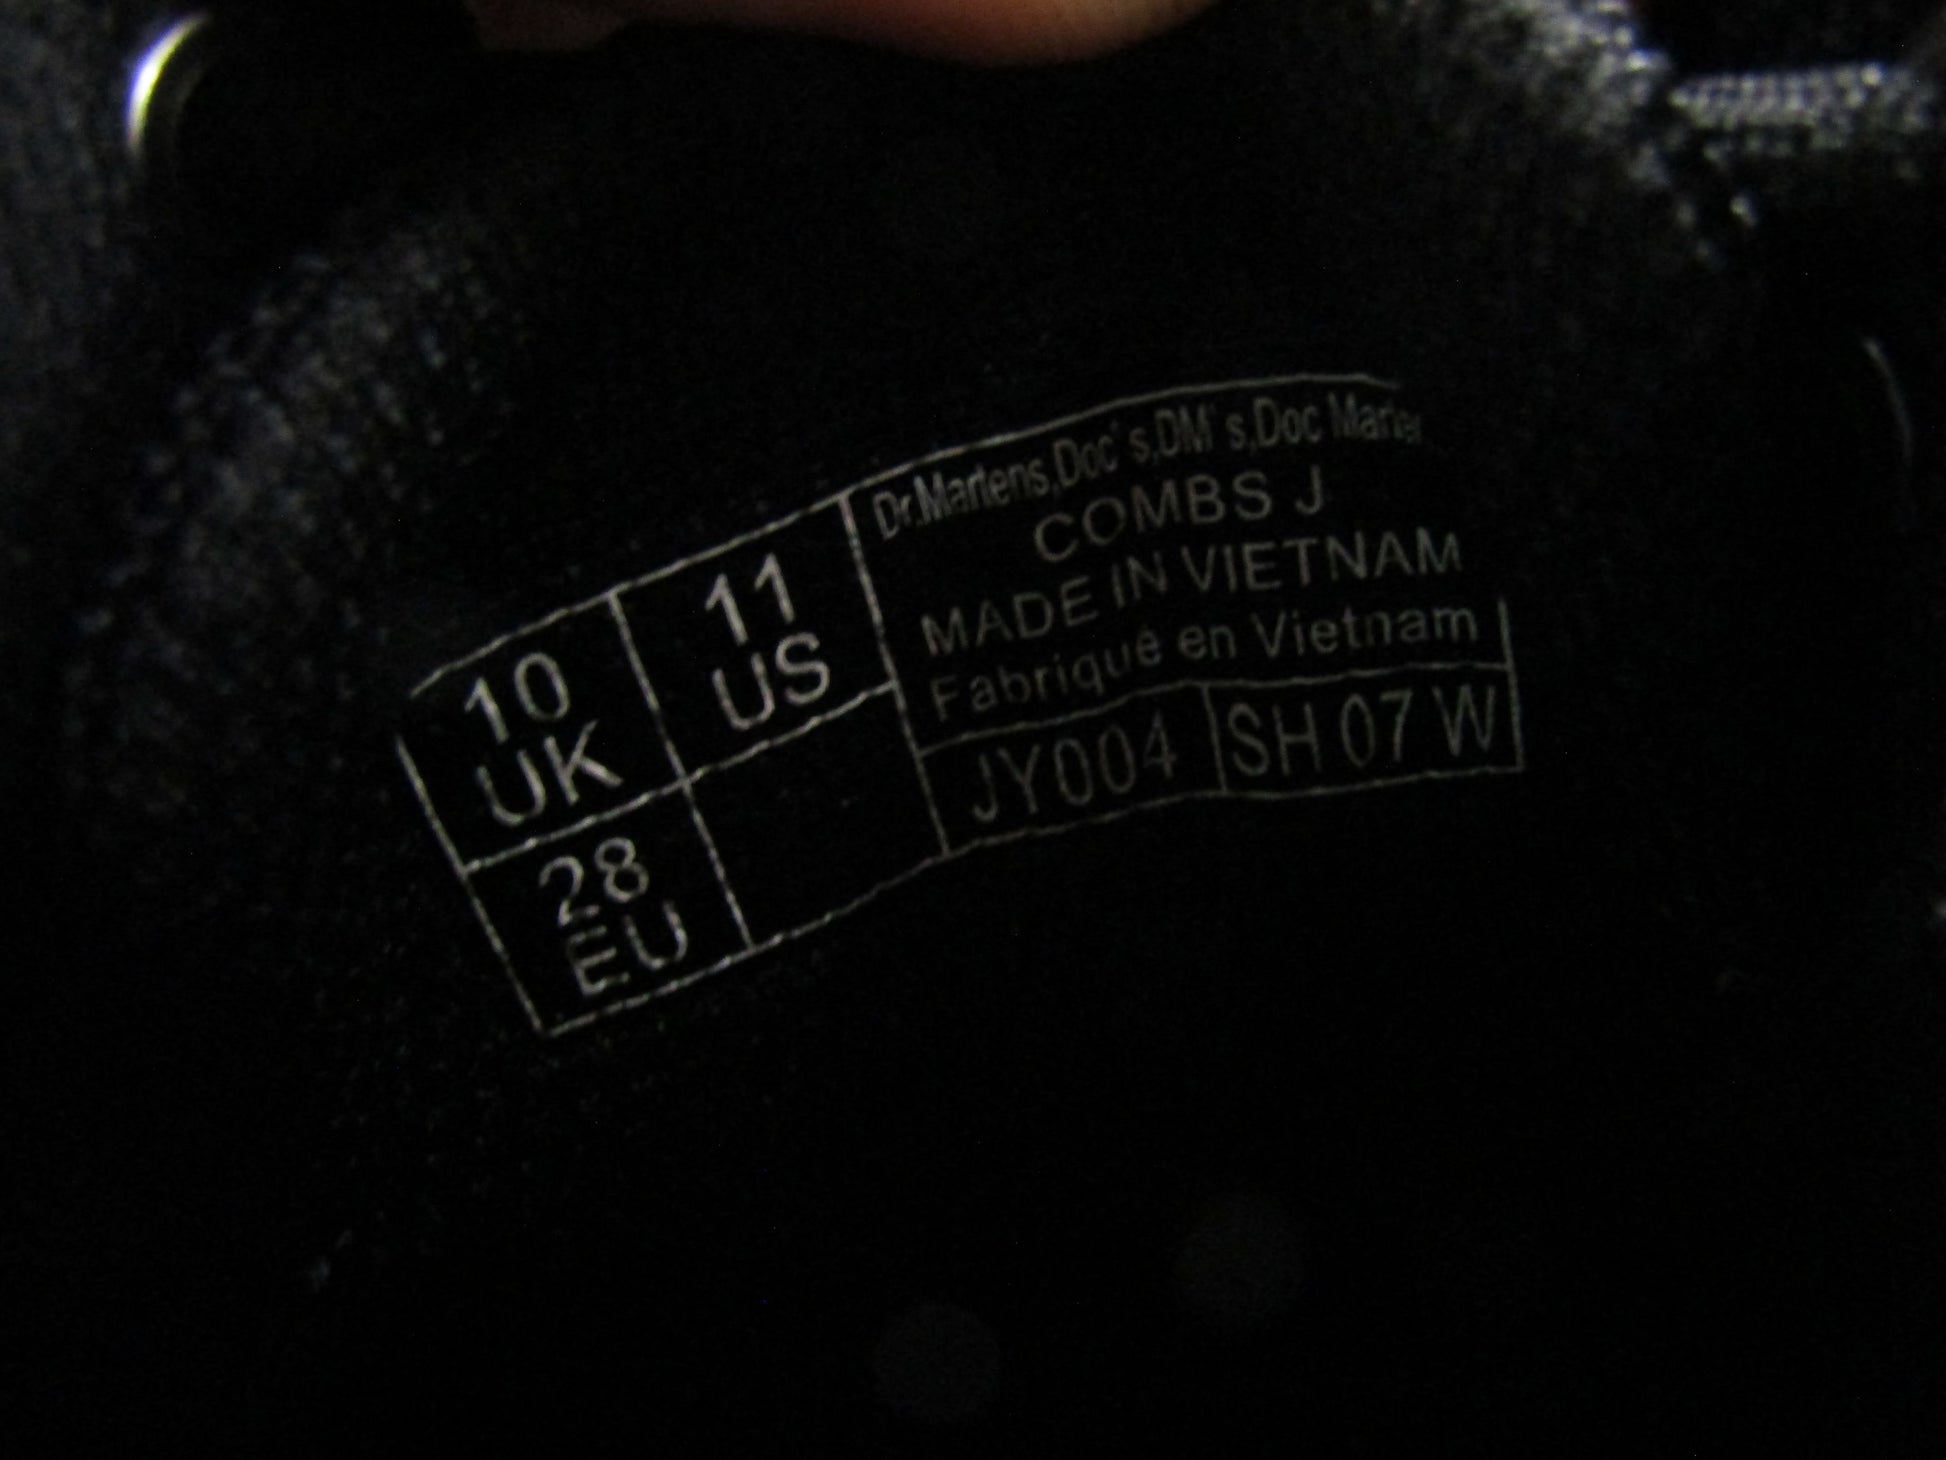 10
UK
11
US
28
EU
Dr.Martens,Doc's,DM's,Doc
COMBS J
MADE IN VIETNAM
Fabriqué en Vietnam
JY004
SH 07 W